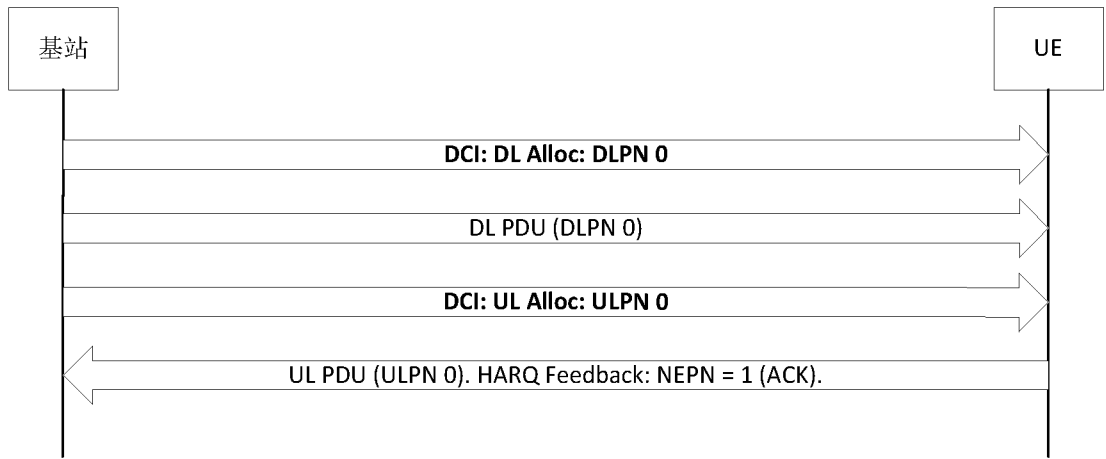 基站
UE
DCI: DL Alloc: DLPN 0
DL PDU (DLPN 0)
DCI: UL Alloc: ULPN 0
UL PDU (ULPN 0). HARQ Feedback: NEPN = 1 (ACK).